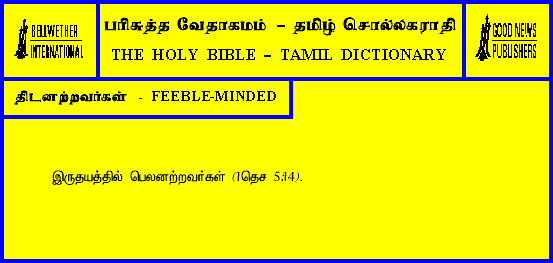 BELLWETHER
INTERNATIONAL
பரிசுத்த வேதாகமம் – தமிழ் சொல்லகராதி
THE HOLY BIBLE – TAMIL DICTIONARY
GOOD NEWS
PUBLISHERS
திடனற்றவர்கள் - FEEBLE-MINDED
இருதயத்தில் பெலனற்றவர்கள் (1தெச 5:14).